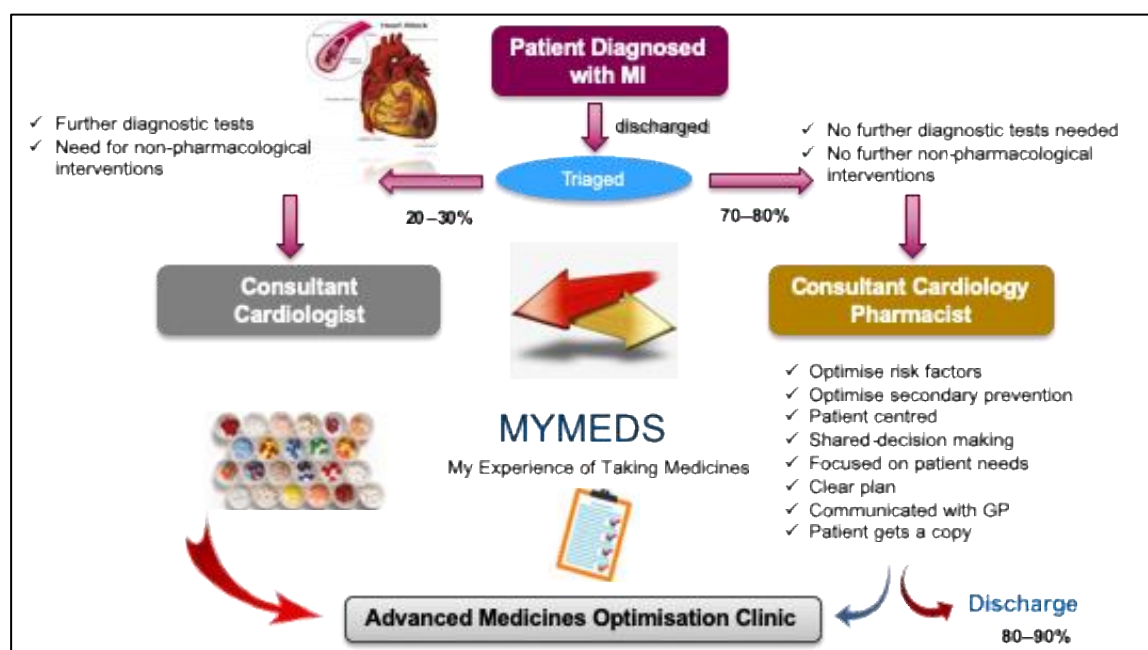 Heart Attack
Patient Diagnosed
with MI
discharged
✓ Further diagnostic tests
✓ Need for non-pharmacological
interventions
Triaged
✓ No further diagnostic tests needed
✓ No further non-pharmacological
interventions
20–30%
70–80%
Consultant
Cardiologist
Consultant Cardiology
Pharmacist
✓ Optimise risk factors
✓ Optimise secondary prevention
✓ Patient centred
✓ Shared-decision making
✓ Focused on patient needs
✓ Clear plan
✓ Communicated with GP
✓ Patient gets a copy
MYMEDS
My Experience of Taking Medicines
Advanced Medicines Optimisation Clinic
Discharge
80–90%